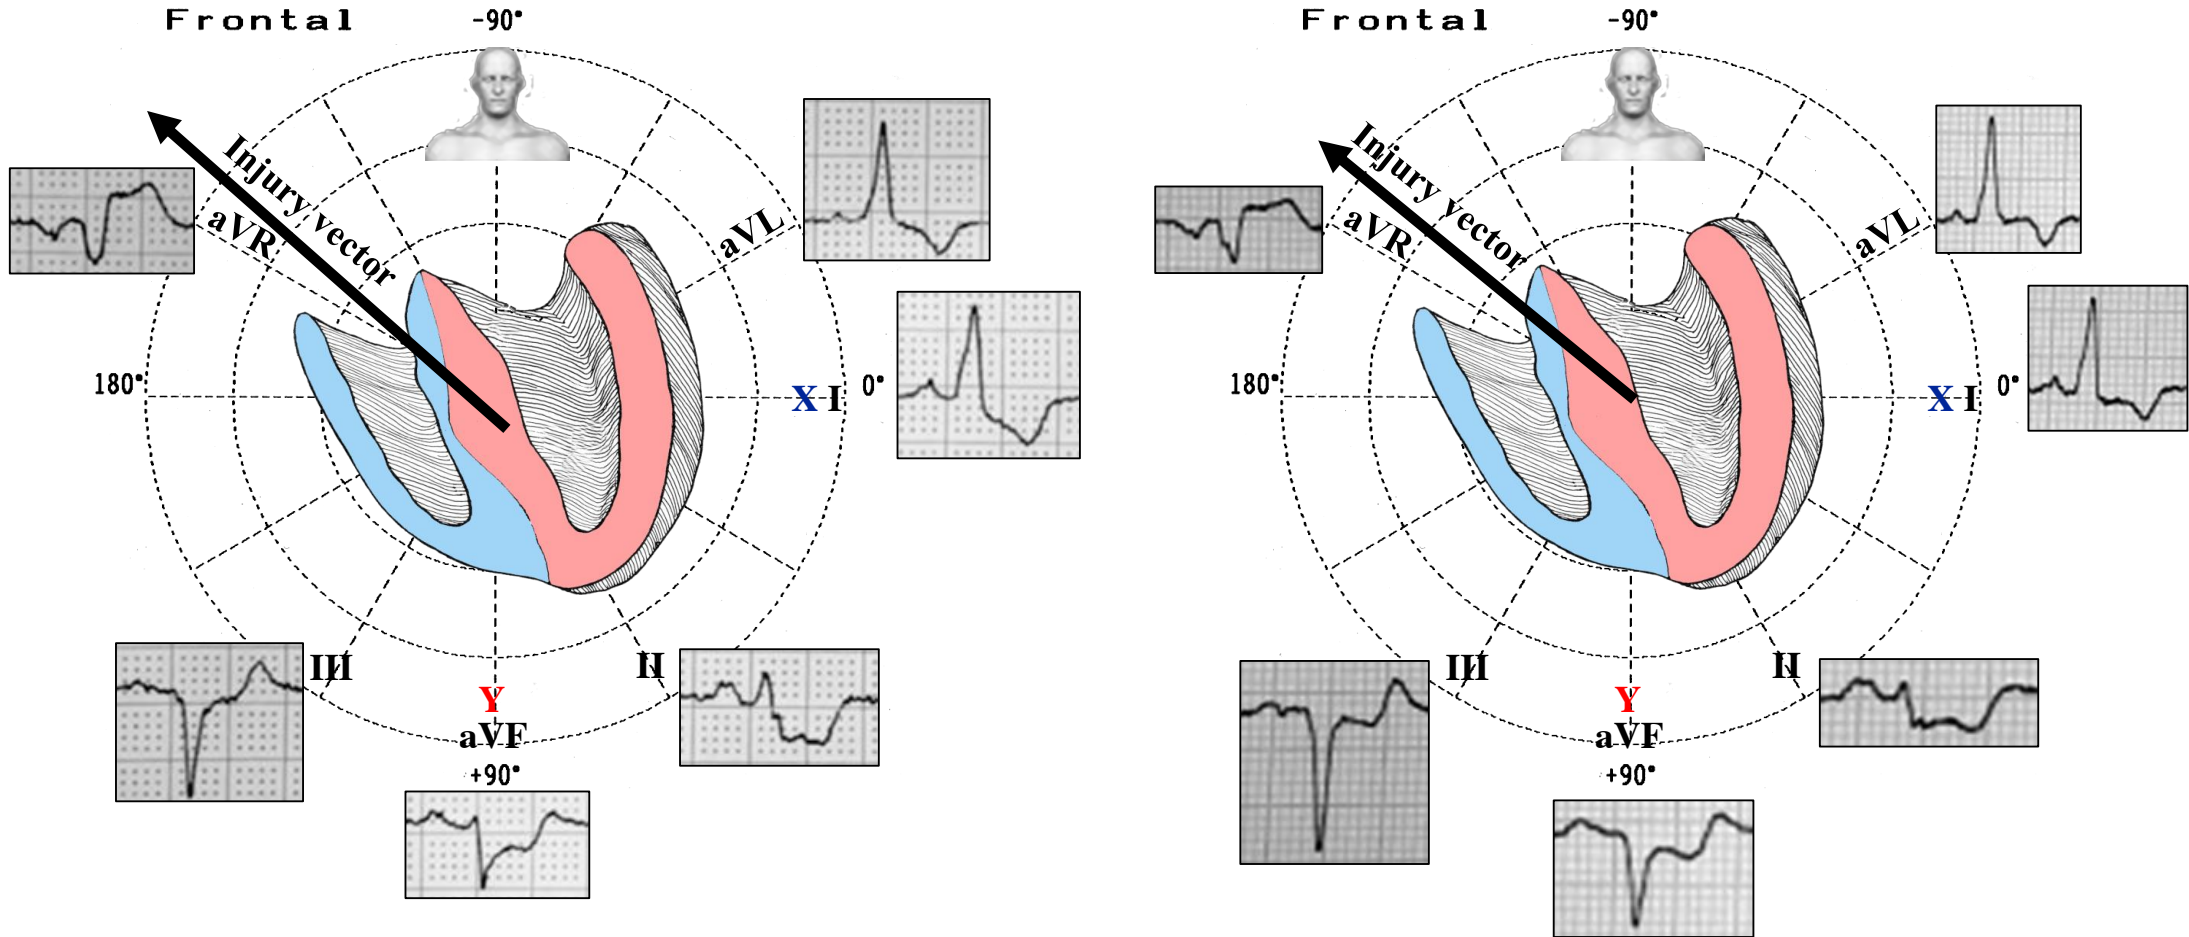 Frontal
-90°
Injury vector
aVR
aVL
180°
X I
0°
III
II
Y
aVF
+90°
Frontal
-90°
Injury vector
aVR
aVL
180°
X I
0°
III
II
Y
aVF
+90°